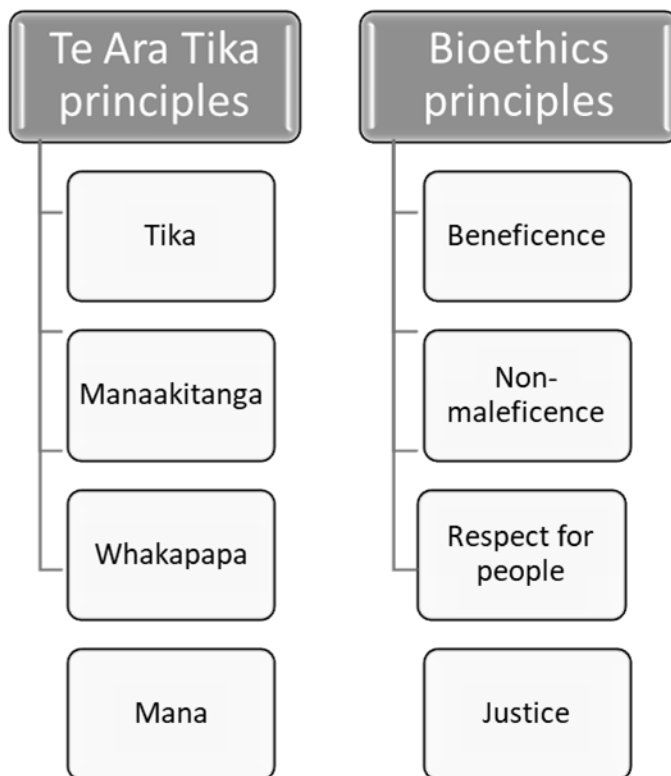 Te Ara Tika
principles
Tika
Manaakitanga
Whakapapa
Mana
Bioethics
principles
Beneficence
Non-
maleficence
Respect for
people
Justice